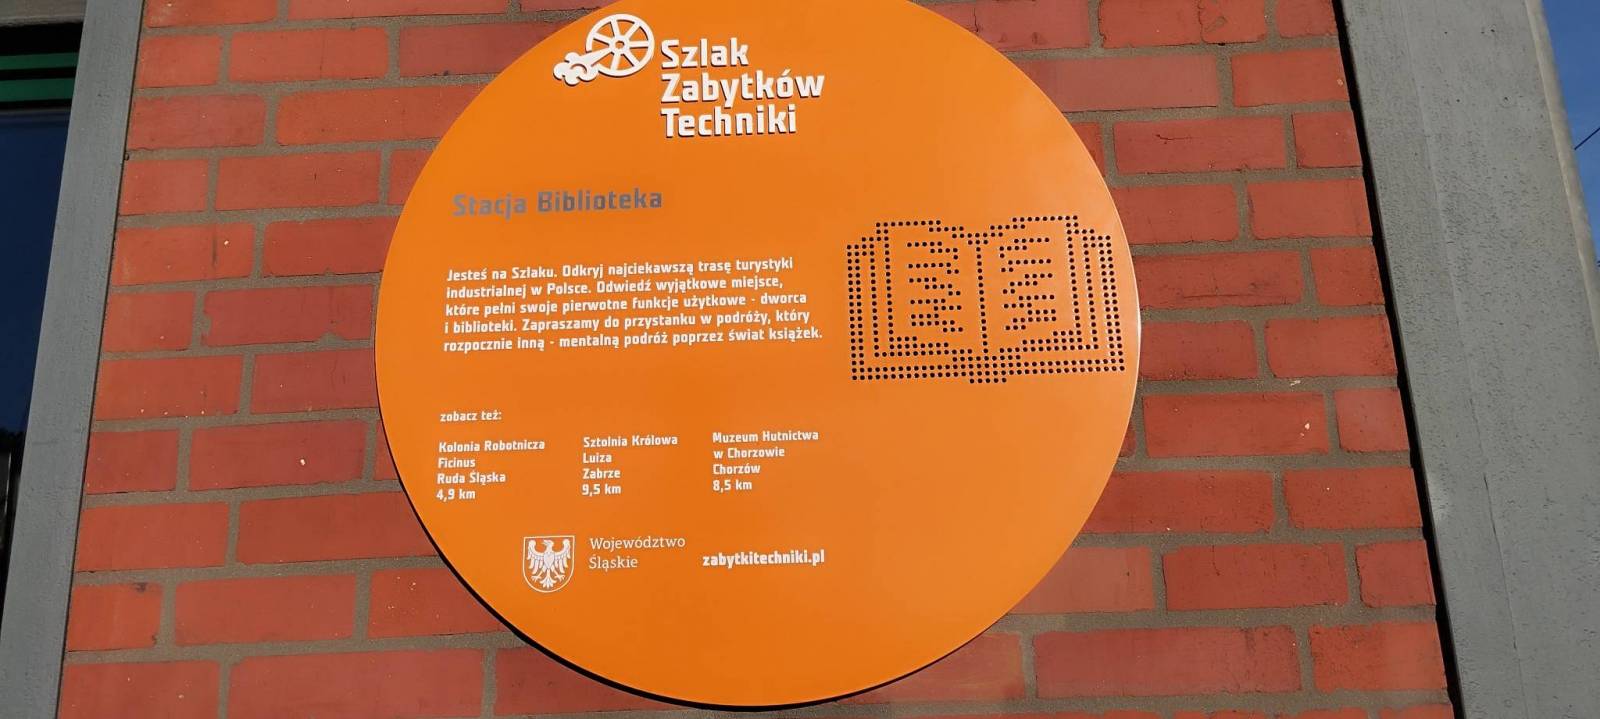 Szlak
Zabytków
Techniki
Stacja Biblioteka
Jesteś na Szlaku. Odkryj najciekawszą trasę turystyki
industrialnej w Polsce. Odwiedź wyjątkowe miejsce,
które pełni swoje pierwotne funkcje użytkowe - dworca
i biblioteki. Zapraszamy do przystanku w podróży, który
rozpocznie inną - mentalną podróż poprzez świat książek.
zobacz też:
Kolonia Robotnicza
Ficinus
Ruda Śląska
4,9 km
Sztolnia Królowa
Luiza
Zabrze
9,5 km
Muzeum Hutnictwa
w Chorzowie
Chorzów
8,5 km
Województwo
Śląskie
zabytkitechniki.pl